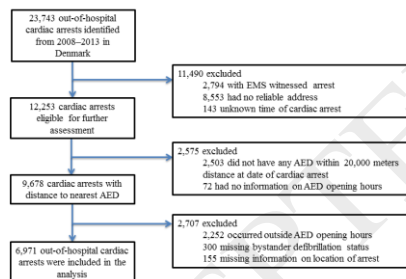 23,743 out-of-hospital
cardiac arrests identified
from 2008–2013 in
Denmark
11,490 excluded
2,794 with EMS witnessed arrest
8,553 had no reliable address
143 unknown time of cardiac arrest
12,253 cardiac arrests
eligible for further
assessment
2,575 excluded
2,503 did not have any AED within 20,000 meters
distance at date of cardiac arrest
72 had no information on AED opening hours
9,678 cardiac arrests with
distance to nearest AED
2,707 excluded
2,252 occurred outside AED opening hours
300 missing bystander defibrillation status
155 missing information on location of arrest
6,971 out-of-hospital cardiac
arrests were included in the
analysis